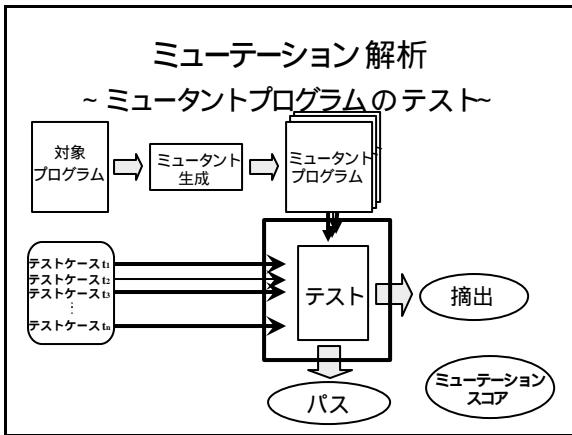 ミューテーション解析
~ミュータントプログラムのテスト~
対象
プログラム
ミュータント
生成
ミュータント
プログラム
テストケースt1
テストケースt2
テストケースt3
⋮
テストケースtn
テスト
摘出
パス
ミューテーション
スコア